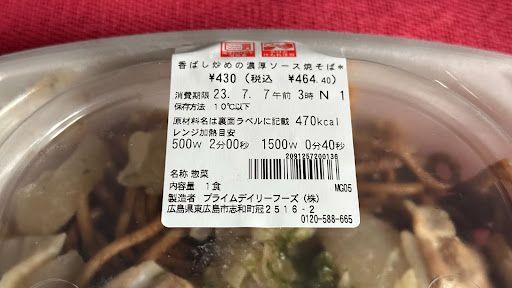 香ばし炒めの濃厚ソース焼そば*
¥430(税込 ¥464.40)
消費期限 23. 7. 7午前 3時 N 1
保存方法 10℃以下
原材料名は裏面ラベルに記載 470kcal
レンジ加熱目安
500W 2分00秒 1500W 0分40秒
2091257200136
名称 惣菜
内容量 1食 MG05
製造者 プライムデイリーフーズ(株)
広島県東広島市志和町冠2516-2
0120-588-665